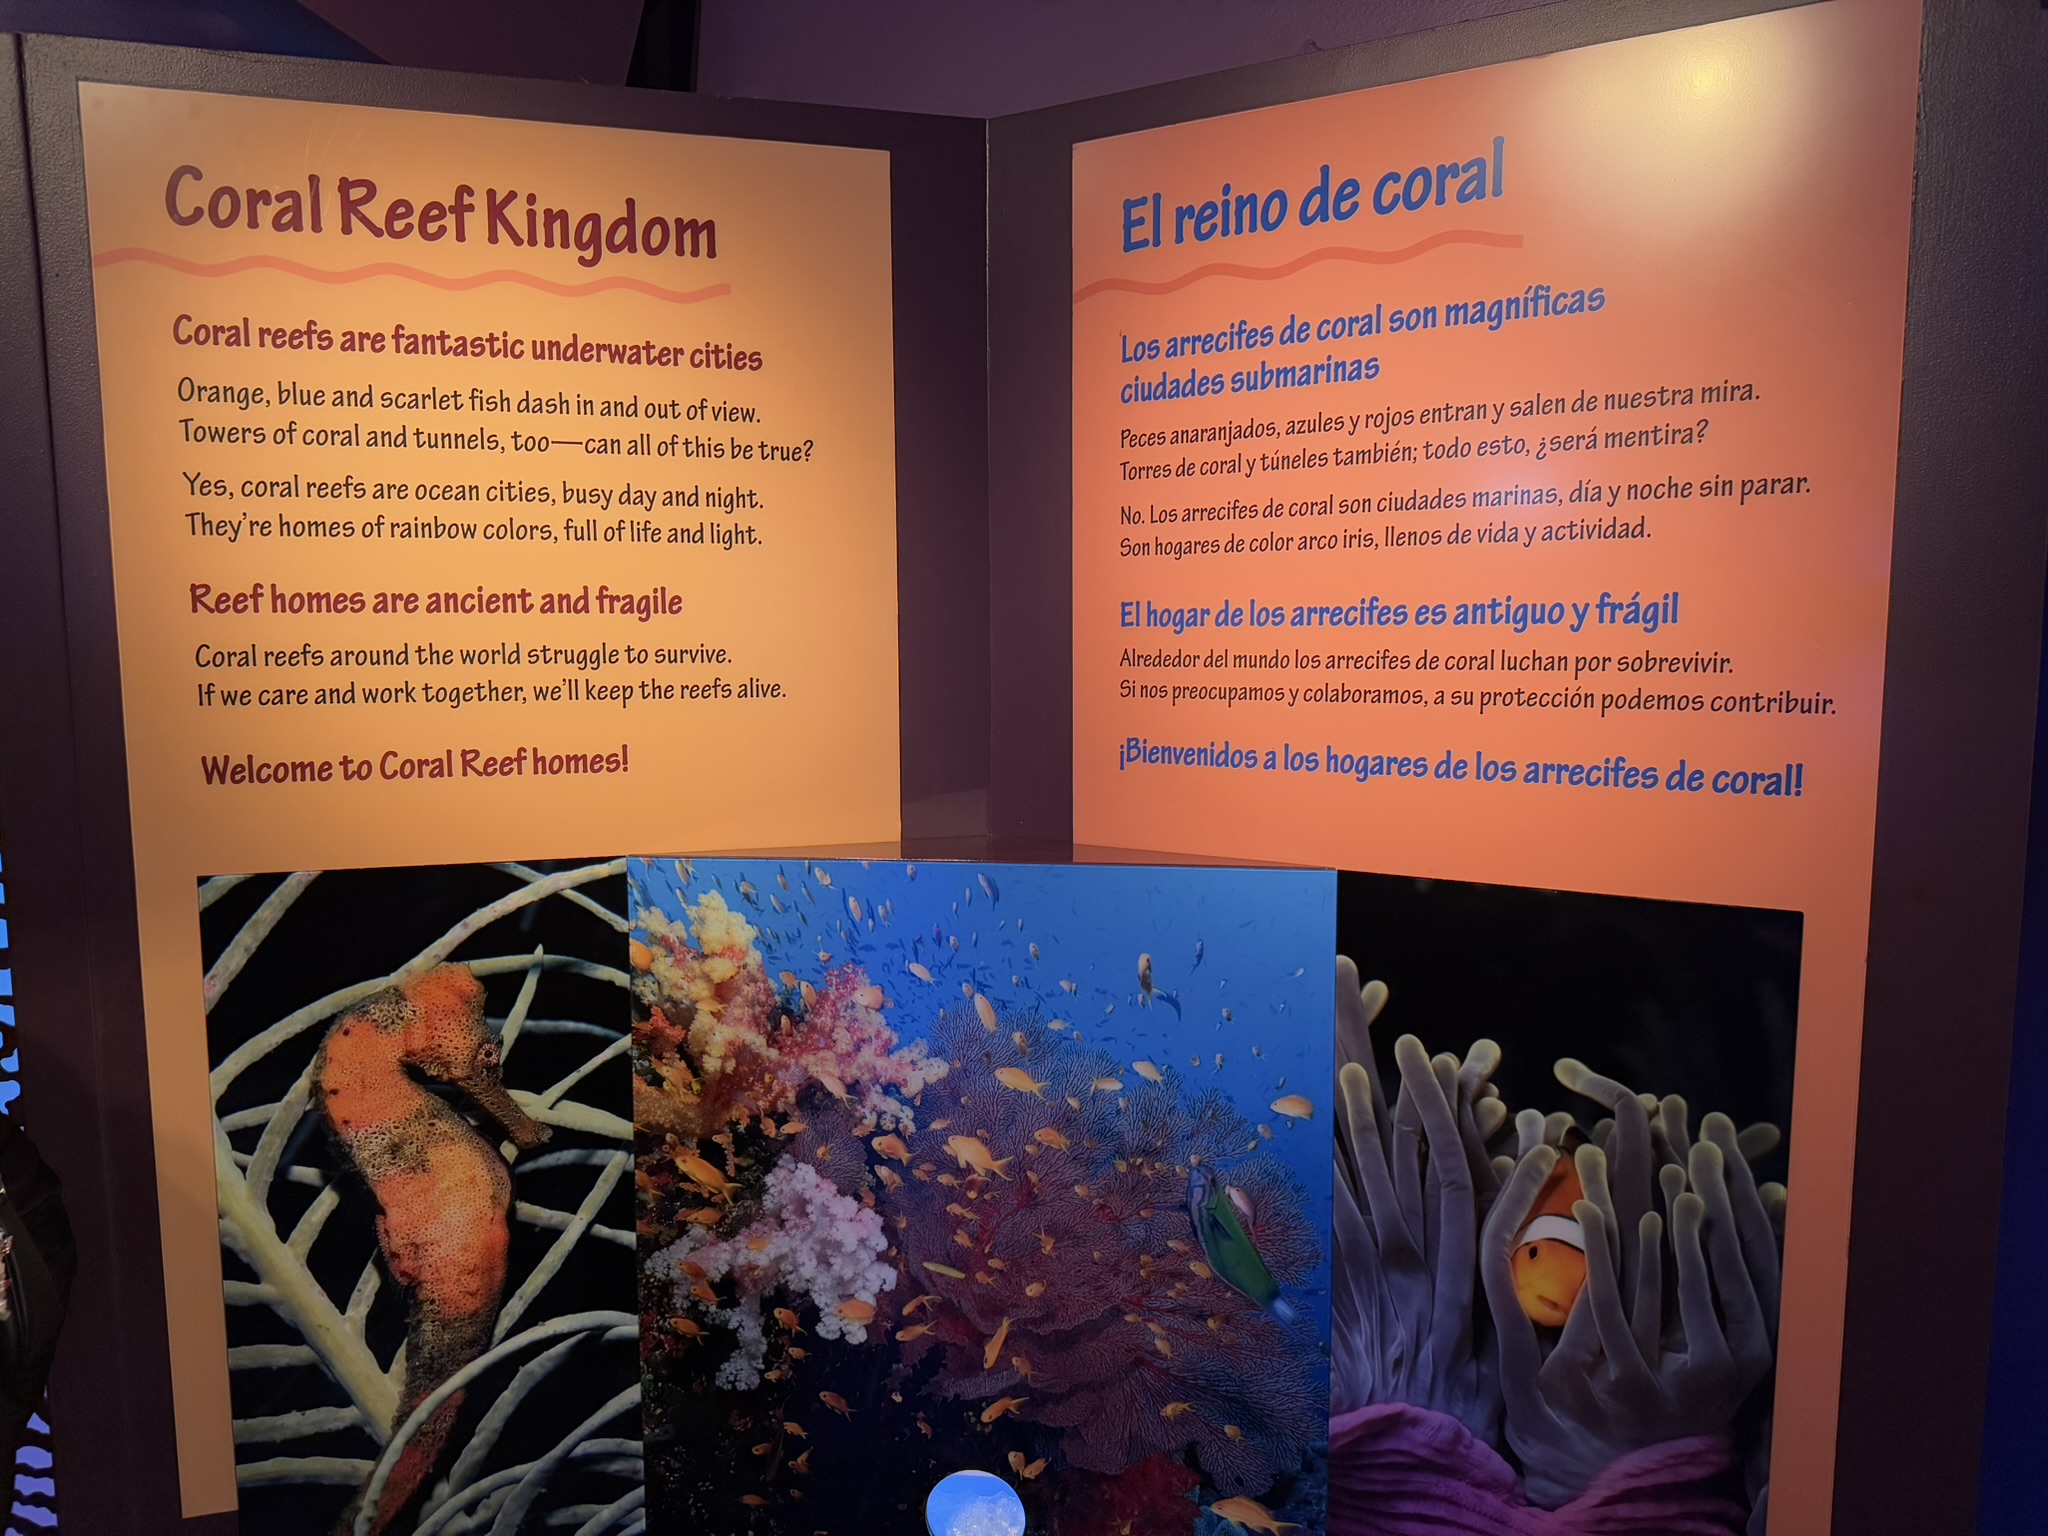 Coral Reef Kingdom
Coral reefs are fantastic underwater cities
Orange, blue and scarlet fish dash in and out of view.
Towers of coral and tunnels, too—can all of this be true?
Yes, coral reefs are ocean cities, busy day and night.
They're homes of rainbow colors, full of life and light.
Reef homes are ancient and fragile
Coral reefs around the world struggle to survive.
If we care and work together, we'll keep the reefs alive.
Welcome to Coral Reef homes!
El reino de coral
Los arrecifes de coral son magníficas
ciudades submarinas
Peces anaranjados, azules y rojos entran y salen de nuestra mira.
Torres de coral y túneles también; todo esto, ¿será mentira?
No. Los arrecifes de coral son ciudades marinas, día y noche sin parar.
Son hogares de color arco iris, llenos de vida y actividad.
El hogar de los arrecifes es antiguo y frágil
Alrededor del mundo los arrecifes de coral luchan por sobrevivir.
Si nos preocupamos y colaboramos, a su protección podemos contribuir.
¡Bienvenidos a los hogares de los arrecifes de coral!